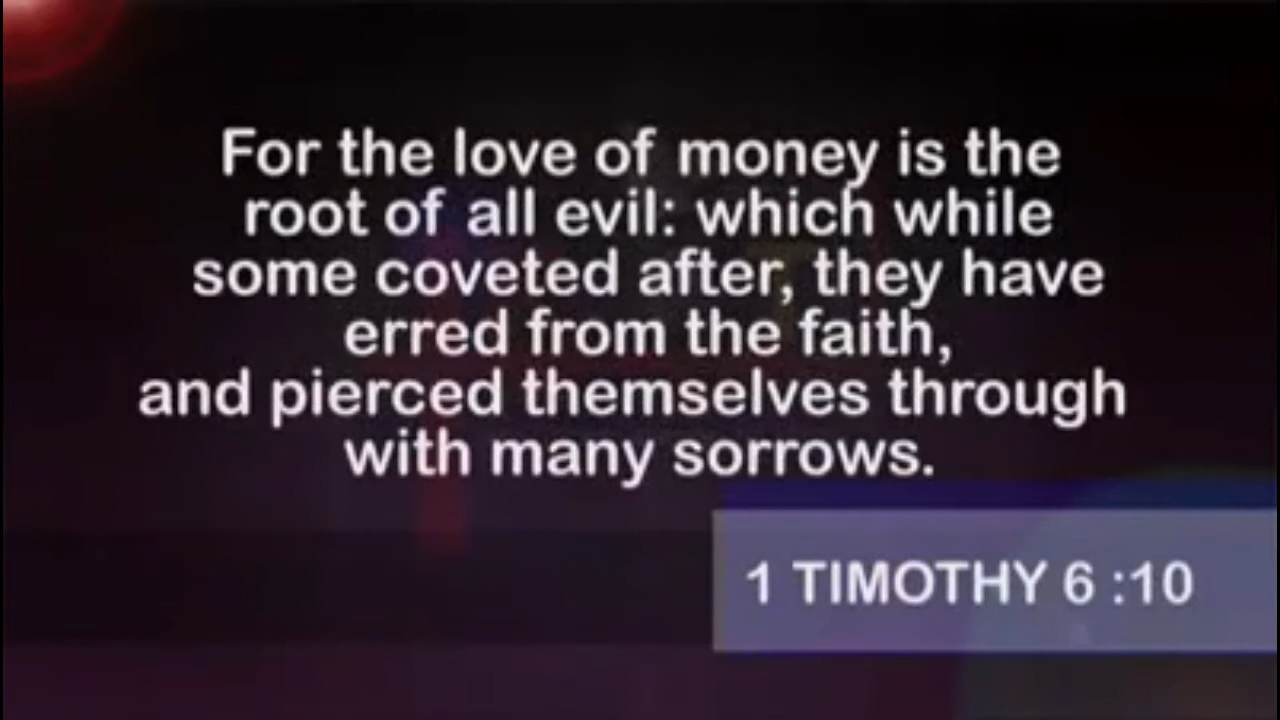 For the love of money is the
root of all evil: which while
some coveted after, they have
erred from the faith,
and pierced themselves through
with many sorrows.
1 TIMOTHY 6 :10